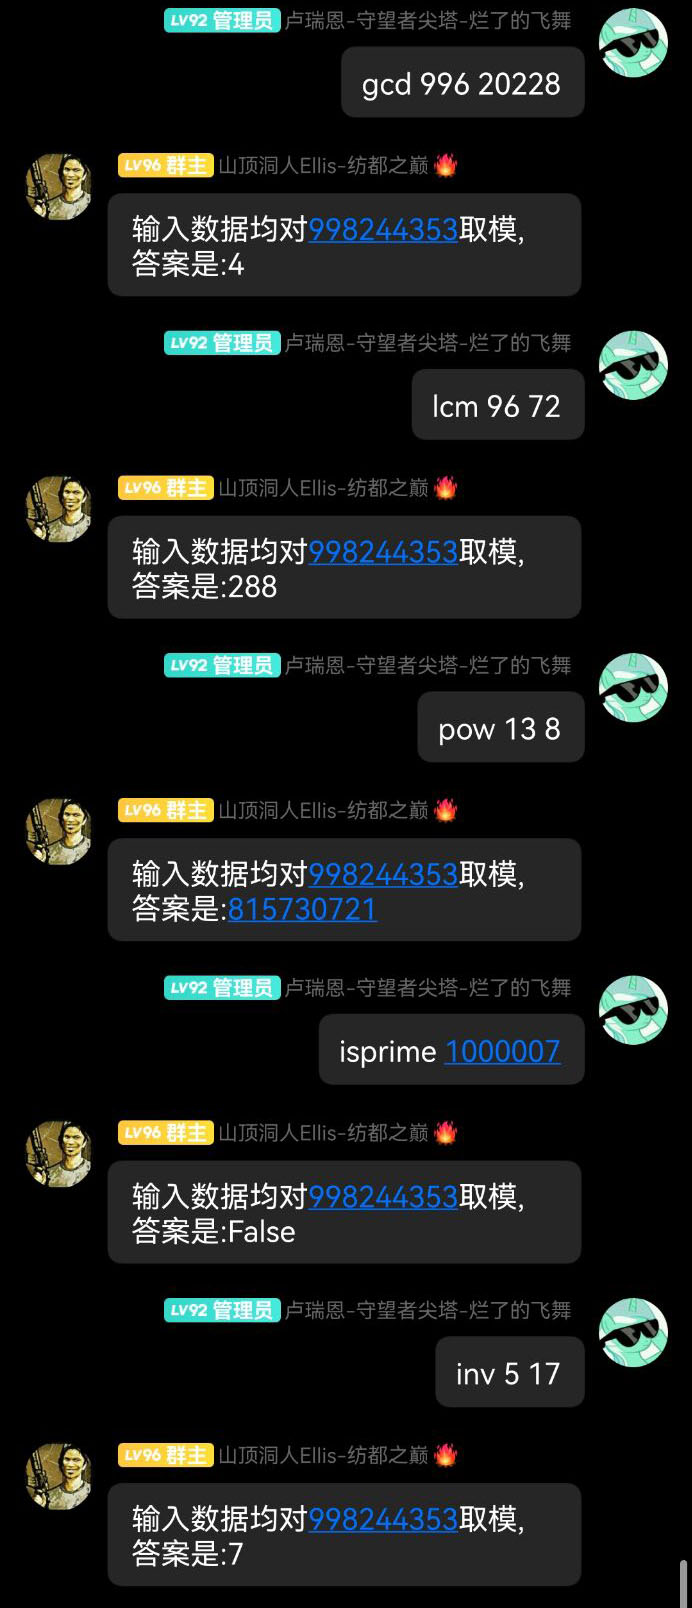 LV92 管理员 卢瑞恩-守望者尖塔-烂了的飞舞
gcd 996 20228
LV96 群主 山顶洞人Ellis-纺都之巅🔥
输入数据均对998244353取模,
答案是:4
LV92 管理员 卢瑞恩-守望者尖塔-烂了的飞舞
lcm 96 72
LV96 群主 山顶洞人Ellis-纺都之巅🔥
输入数据均对998244353取模,
答案是:288
LV92 管理员 卢瑞恩-守望者尖塔-烂了的飞舞
pow 13 8
LV96 群主 山顶洞人Ellis-纺都之巅🔥
输入数据均对998244353取模,
答案是:815730721
LV92 管理员 卢瑞恩-守望者尖塔-烂了的飞舞
isprime 1000007
LV96 群主 山顶洞人Ellis-纺都之巅🔥
输入数据均对998244353取模,
答案是:False
LV92 管理员 卢瑞恩-守望者尖塔-烂了的飞舞
inv 5 17
LV96 群主 山顶洞人Ellis-纺都之巅🔥
输入数据均对998244353取模,
答案是:7